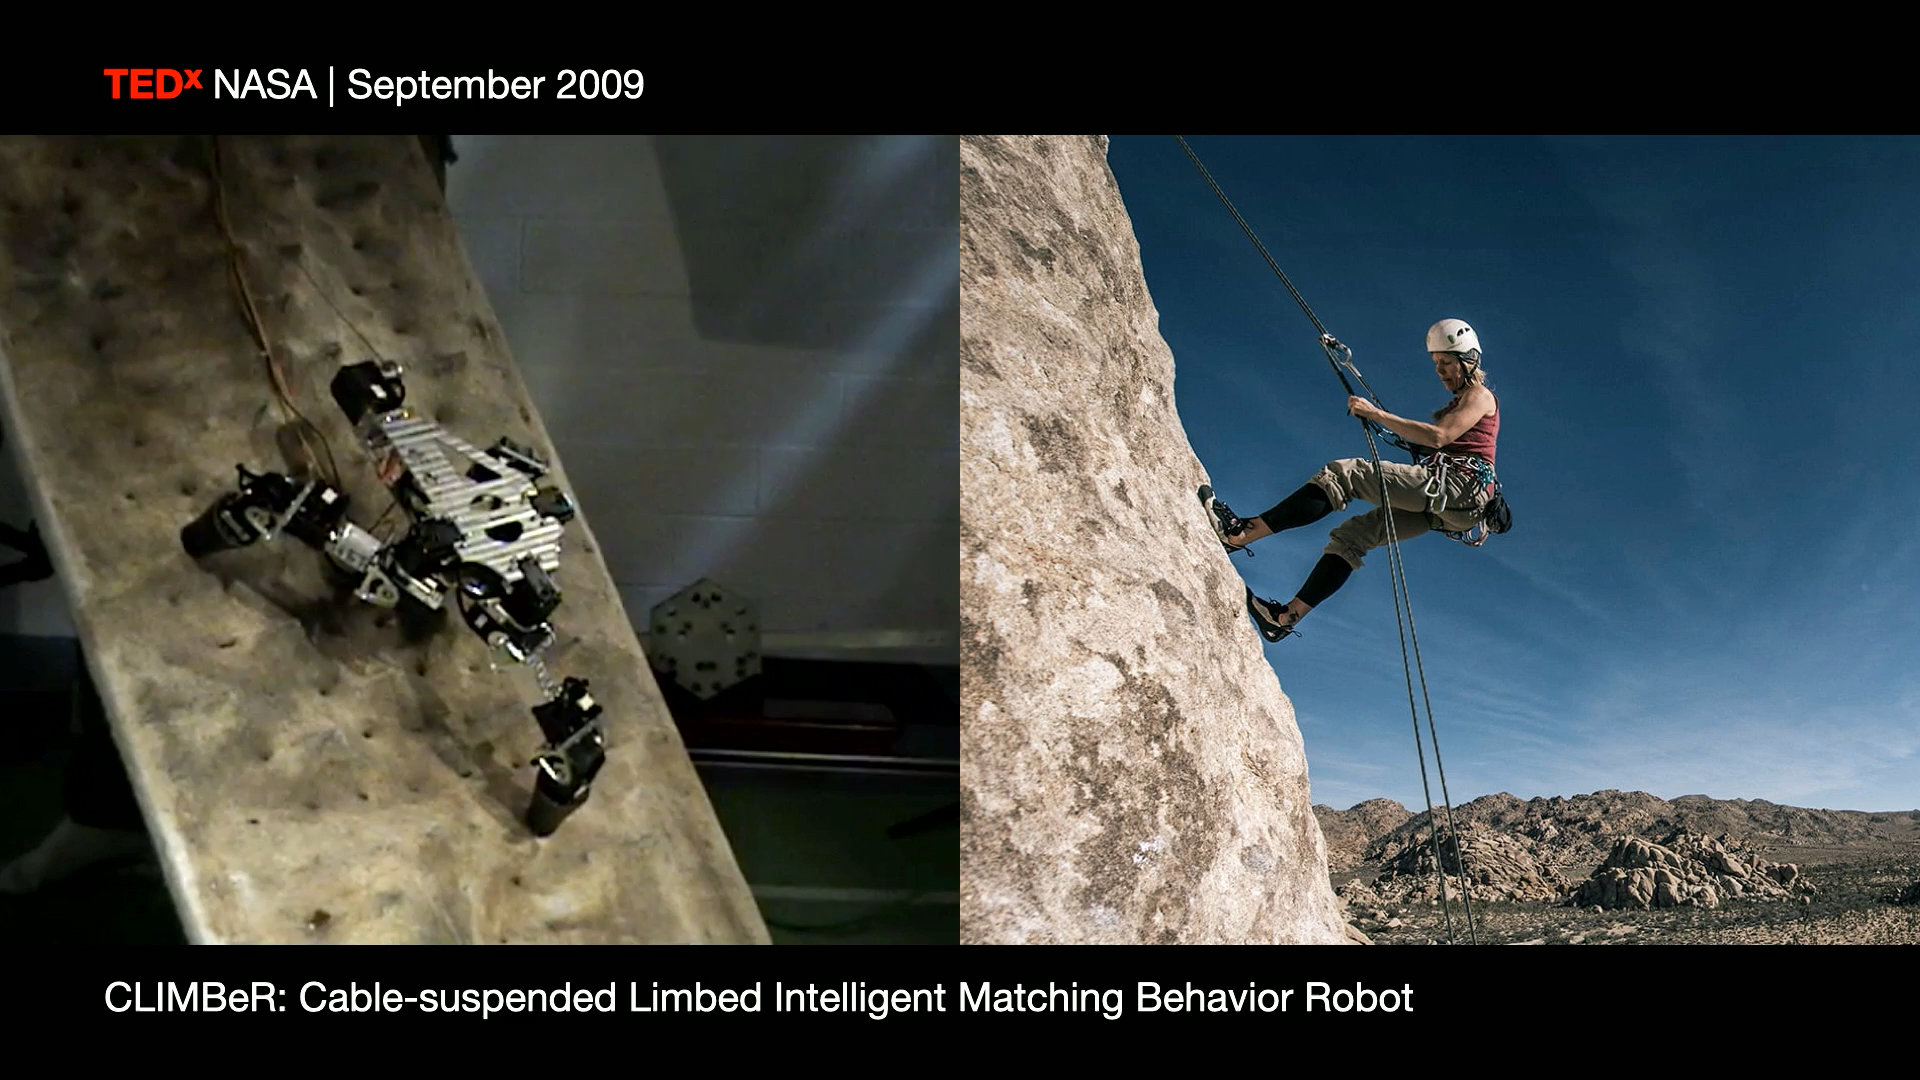 TEDx NASA | September 2009
CLIMBeR: Cable-suspended Limbed Intelligent Matching Behavior Robot